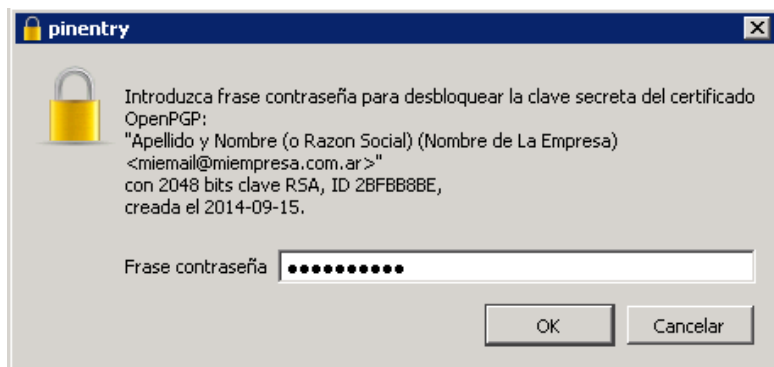 pinentry
Introduzca frase contraseña para desbloquear la clave secreta del certificado
OpenPGP:
"Apellido y Nombre (o Razon Social) (Nombre de La Empresa)
<miemail@miempresa.com.ar>"
con 2048 bits clave RSA, ID 2BFBB8BE,
creada el 2014-09-15.
Frase contraseña ●●●●●●●●●●
OK Cancelar